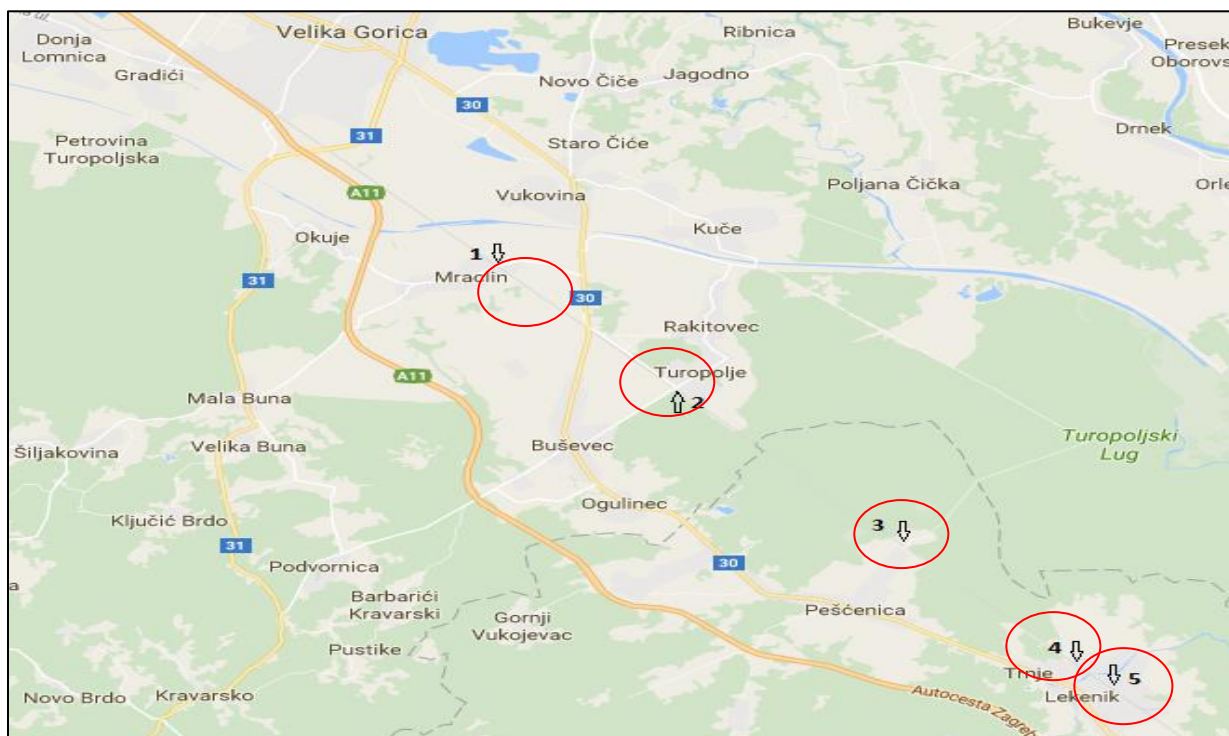 Velika Gorica
Ribnica
Bukevje
Donja
Lomnica
Gradići
Novo Čiče
Jagodno
Presek
Oborovs
30
31
Petrovina
Turopoljska
Staro Čiče
Drnek
A11
Vukovina
Poljana Čička
Orle
Okuje
Kuče
1
31
Mraclin
30
Rakitovec
A11
Turopolje
Mala Buna
2
Šiljakovina
Velika Buna
Buševec
Turopoljski
Lug
Ogulinec
Ključić Brdo
3
31
Podvornica
30
Barbarići
Kravarski
Gornji
Vukojevac
Pešćenica
Pustike
4
Trnje
5
Novo Brdo
Kravarsko
Lekenik
Autocesta Zagreb